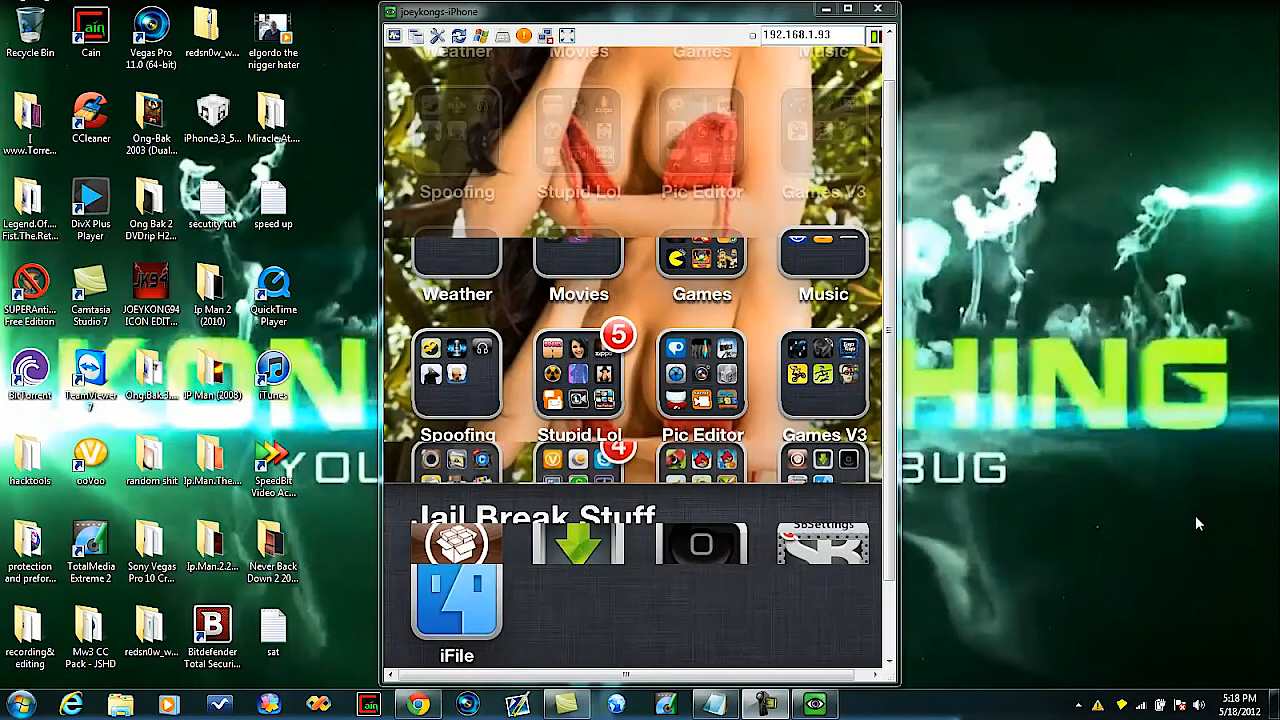 joeykongs-iPhone
192.168.1.93
Recycle Bin
Cain
Vegas Pro 11.0 (64-bit)
redsn0w_w...
elgordo the nigger hater
www.Torre...
CCleaner
Ong-Bak 2003 (Dual...
iPhone3,3_5...
Miracle.At...
Legend.Of... Fist.The.Ret...
DivX Plus Player
Ong Bak 2 DVDrip H2...
secutity tut
speed up
SUPERAnti... Free Edition
Camtasia Studio 7
JOEYKONG94 ICON EDIT...
Ip Man 2 (2010)
QuickTime Player
BitTorrent
TeamViewer 7
Ong.Bak.3....
IP Man (2008)
iTunes
hacktools
ooVoo
random shit
Ip.Man.The...
SpeedBit Video Ac...
protection and prefor...
TotalMedia Extreme 2
Sony Vegas Pro 10 Cr...
Ip.Man.2.2...
Never Back Down 2 20...
recording& editing
Mw3 CC Pack - JSHD
redsn0w_w...
Bitdefender Total Securi...
sat
Weather Movies Games Music
Spoofing Stupid Lol Pic Editor Games V3
Weather Movies Games Music
5
Spoofing Stupid Lol Pic Editor Games V3
4
Jail Break Stuff
SBSettings
iFile
THING
YOU
BUG
5:18 PM
5/18/2012